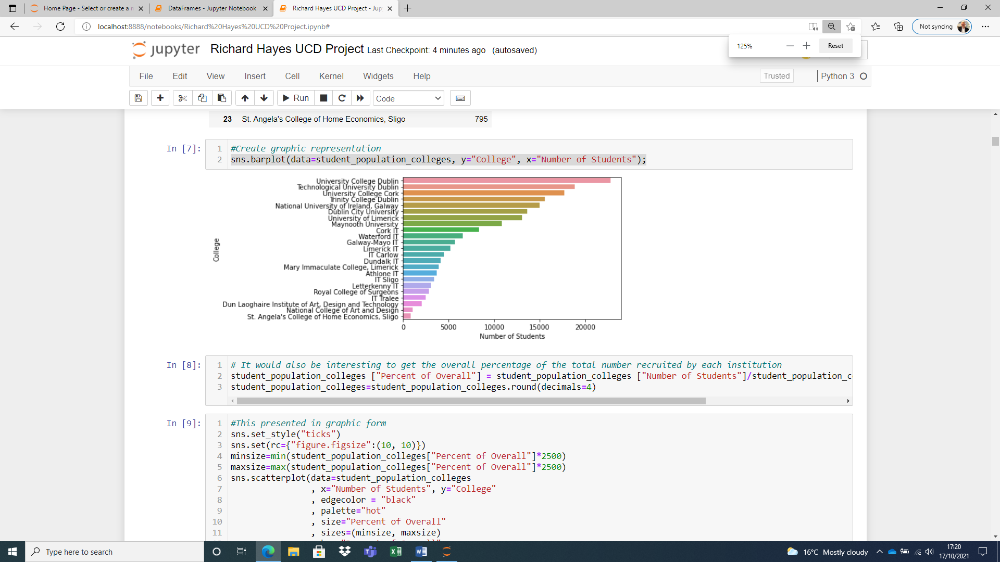 Home Page - Select or create a n
DataFrames - Jupyter Notebook
Richard Hayes UCD Project - Jup
localhost:8888/notebooks/Richard%20Hayes%20UCD%20Project.ipynb#
Not syncing
125%
Reset
jupyter
Richard Hayes UCD Project Last Checkpoint: 4 minutes ago (autosaved)
File Edit View Insert Cell Kernel Widgets Help
Trusted
Python 3
Run
Code
23 St. Angela's College of Home Economics, Sligo 795
In [7]:
1 #Create graphic representation
2 sns.barplot(data=student_population_colleges, y="College", x="Number of Students");
College
University College Dublin
Technological University Dublin
University College Cork
Trinity College Dublin
National University of Ireland, Galway
Dublin City University
University of Limerick
Maynooth University
Cork IT
Waterford IT
Galway-Mayo IT
Limerick IT
IT Carlow
Dundalk IT
Mary Immaculate College, Limerick
Athlone IT
IT Sligo
Letterkenny IT
Royal College of Surgeons
IT Tralee
Dun Laoghaire Institute of Art, Design and Technology
National College of Art and Design
St. Angela's College of Home Economics, Sligo
0 5000 10000 15000 20000
Number of Students
In [8]:
1 # It would also be interesting to get the overall percentage of the total number recruited by each institution
2 student_population_colleges ["Percent of Overall"] = student_population_colleges ["Number of Students"]/student_population_c
3 student_population_colleges=student_population_colleges.round(decimals=4)
In [9]:
1 #This presented in graphic form
2 sns.set_style("ticks")
3 sns.set(rc={"figure.figsize":(10, 10)})
4 minsize=min(student_population_colleges["Percent of Overall"]*2500)
5 maxsize=max(student_population_colleges["Percent of Overall"]*2500)
6 sns.scatterplot(data=student_population_colleges
7 , x="Number of Students", y="College"
8 , edgecolor = "black"
9 , palette="hot"
10 , size="Percent of Overall"
11 , sizes=(minsize, maxsize)
Type here to search
16°C Mostly cloudy
17:20
17/10/2021